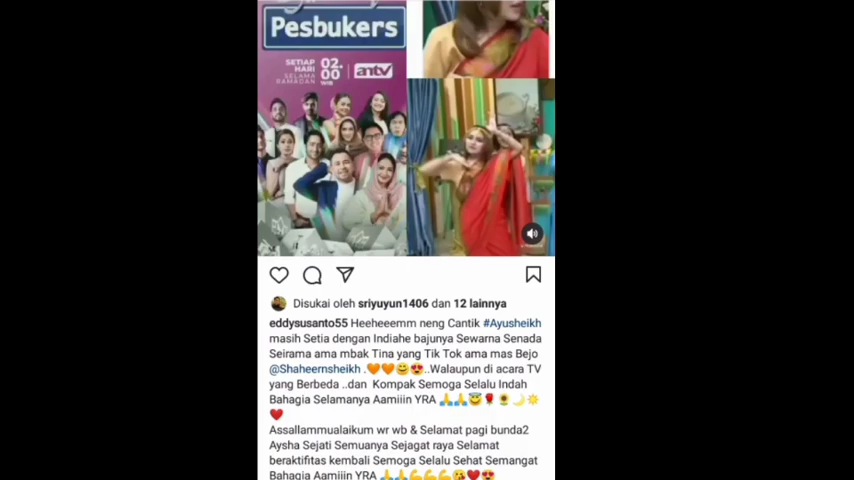 Pesbukers
SETIAP
HARI
SELAMA
RAMADAN
02.
00
antv
Disukai oleh sriyuyun1406 dan 12 lainnya
eddysusanto55 Heeheeemm neng Cantik #Ayusheikh
masih Setia dengan Indiahe bajunya Sewarna Senada
Seirama ama mbak Tina yang Tik Tok ama mas Bejo
@Shaheernsheikh .🧡🧡😄😍..Walaupun di acara TV
yang Berbeda ..dan Kompak Semoga Selalu Indah
Bahagia Selamanya Aamiiin YRA 🙏🙏😇🌹🌻🌙☀️
❤️
Assallammualaikum wr wb & Selamat pagi bunda2
Aysha Sejati Semuanya Sejagat raya Selamat
beraktifitas kembali Semoga Selalu Sehat Semangat
Bahagia Aamiiin YRA 🙏🙏💪💪💪😘❤️😍